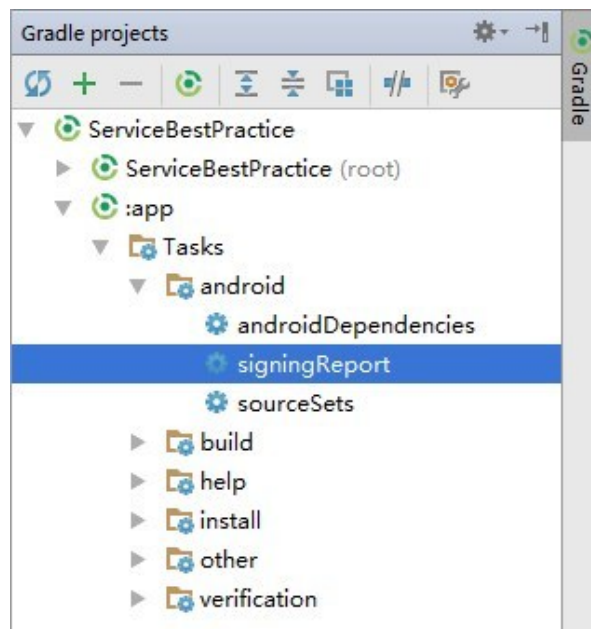 Gradle projects
Gradle
ServiceBestPractice
ServiceBestPractice (root)
:app
Tasks
android
androidDependencies
signingReport
sourceSets
build
help
install
other
verification